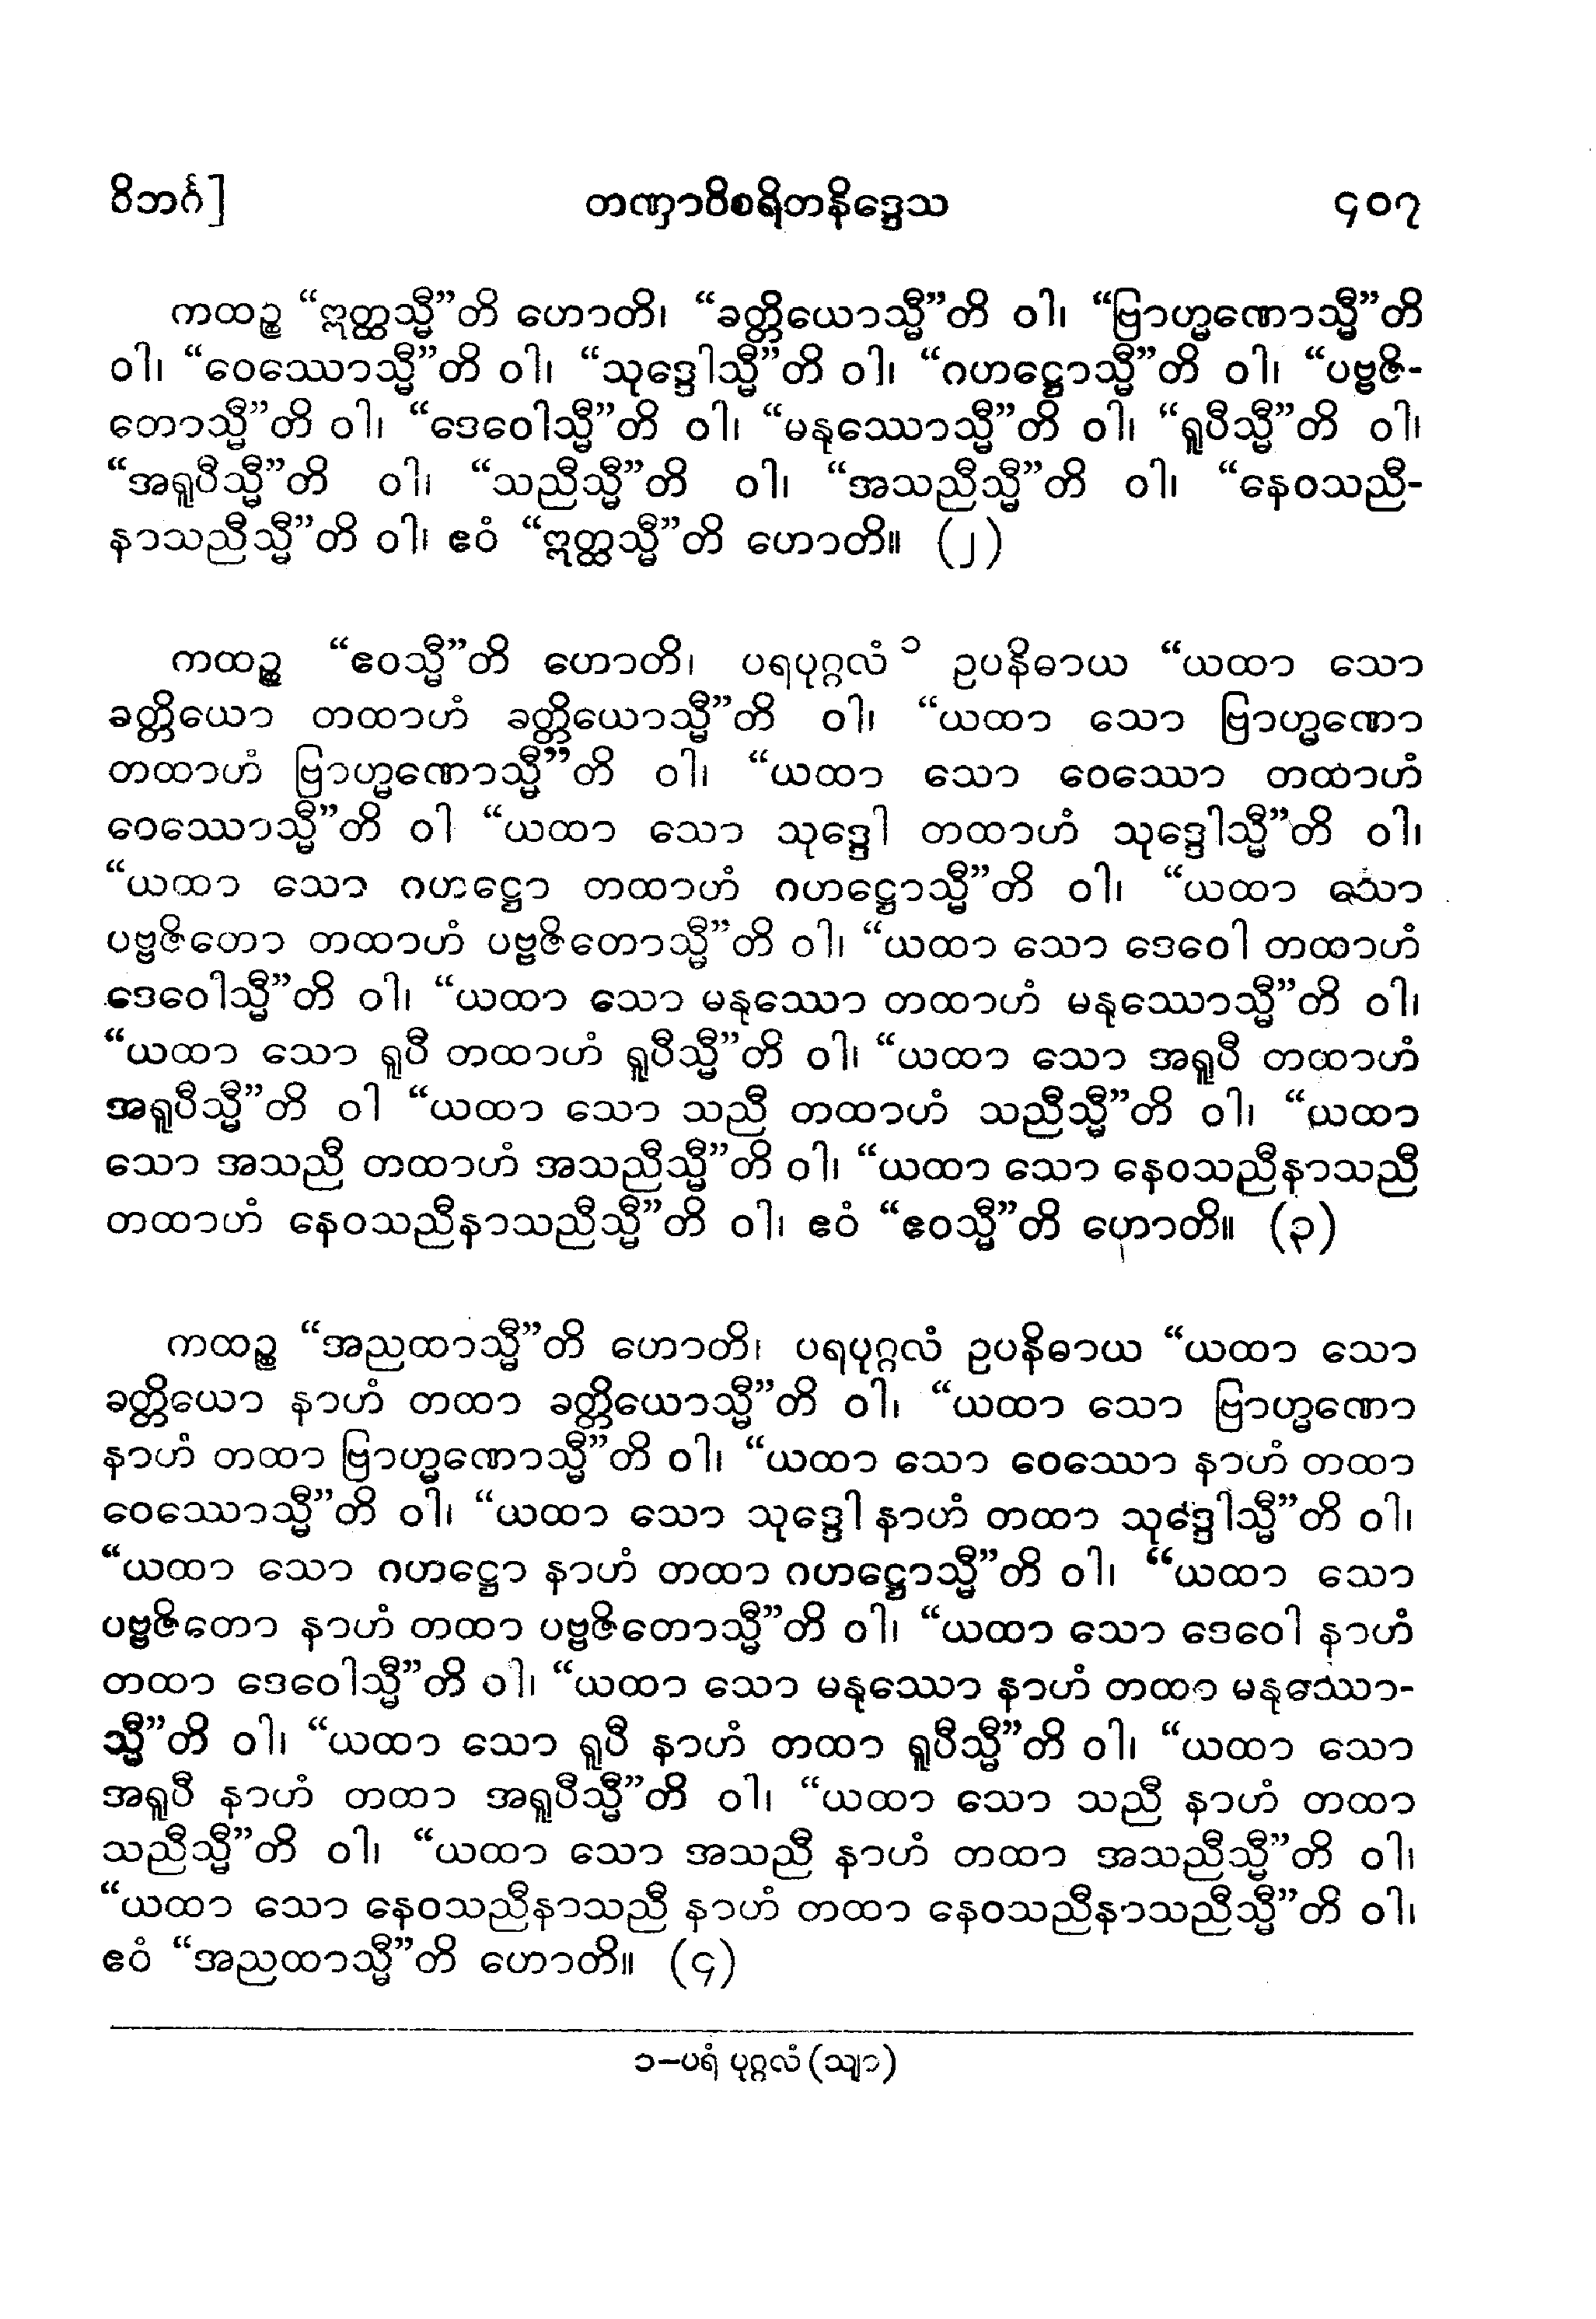 ဝိဘင်္ဂ]	တဏှာဝိစရိတနိဒ္ဒေသ	၄၀၇
ကထဉ္စ “ဣတ္ထသ္မီ”တိ ဟောတိ၊ “ခတ္တိယောသ္မီ”တိ ဝါ၊ “ဗြာဟ္မဏောသ္မီ”တိ
ဝါ၊ “ဝေဿောသ္မီ”တိ ဝါ၊ “သုဒ္ဒေါသ္မီ”တိ ဝါ၊ “ဂဟဋ္ဌောသ္မီ”တိ ဝါ၊ “ပဗ္ဗဇိ-
တောသ္မီ”တိ ဝါ၊ “ဒေဝေါသ္မီ”တိ ဝါ၊ “မနုဿောသ္မီ”တိ ဝါ၊ “ရူပီသ္မီ”တိ ဝါ၊
“အရူပီသ္မီ”တိ ဝါ၊ “သညီသ္မီ”တိ ဝါ၊ “အသညီသ္မီ”တိ ဝါ၊ “နေဝသညီ-
နာသညီသ္မီ”တိ ဝါ၊ ဧဝံ “ဣတ္ထသ္မီ”တိ ဟောတိ။ (၂)
ကထဉ္စ “ဧဝသ္မီ”တိ ဟောတိ၊ ပရပုဂ္ဂလံ ၁ ဥပနိဓာယ “ယထာ သော
ခတ္တိယော တထာဟံ ခတ္တိယောသ္မီ”တိ ဝါ၊ “ယထာ သော ဗြာဟ္မဏော
တထာဟံ ဗြာဟ္မဏောသ္မီ”တိ ဝါ၊ “ယထာ သော ဝေဿော တထာဟံ
ဝေဿောသ္မီ”တိ ဝါ “ယထာ သော သုဒ္ဒေါ တထာဟံ သုဒ္ဒေါသ္မီ”တိ ဝါ၊
“ယထာ သော ဂဟဋ္ဌော တထာဟံ ဂဟဋ္ဌောသ္မီ”တိ ဝါ၊ “ယထာ သော
ပဗ္ဗဇိတော တထာဟံ ပဗ္ဗဇိတောသ္မီ”တိ ဝါ၊ “ယထာ သော ဒေဝေါ တထာဟံ
ဒေဝေါသ္မီ”တိ ဝါ၊ “ယထာ သော မနုဿော တထာဟံ မနုဿောသ္မီ”တိ ဝါ၊
“ယထာ သော ရူပီ တထာဟံ ရူပီသ္မီ”တိ ဝါ၊ “ယထာ သော အရူပီ တထာဟံ
အရူပီသ္မီ”တိ ဝါ “ယထာ သော သညီ တထာဟံ သညီသ္မီ”တိ ဝါ၊ “ယထာ
သော အသညီ တထာဟံ အသညီသ္မီ”တိ ဝါ၊ “ယထာ သော နေဝသညီနာသညီ
တထာဟံ နေဝသညီနာသညီသ္မီ”တိ ဝါ၊ ဧဝံ “ဧဝသ္မီ”တိ ဟောတိ။ (၃)
ကထဉ္စ “အညထာသ္မီ”တိ ဟောတိ၊ ပရပုဂ္ဂလံ ဥပနိဓာယ “ယထာ သော
ခတ္တိယော နာဟံ တထာ ခတ္တိယောသ္မီ”တိ ဝါ၊ “ယထာ သော ဗြာဟ္မဏော
နာဟံ တထာ ဗြာဟ္မဏောသ္မီ”တိ ဝါ၊ “ယထာ သော ဝေဿော နာဟံ တထာ
ဝေဿောသ္မီ”တိ ဝါ၊ “ယထာ သော သုဒ္ဒေါ နာဟံ တထာ သုဒ္ဒေါသ္မီ”တိ ဝါ၊
“ယထာ သော ဂဟဋ္ဌော နာဟံ တထာ ဂဟဋ္ဌောသ္မီ”တိ ဝါ၊ “ယထာ သော
ပဗ္ဗဇိတော နာဟံ တထာ ပဗ္ဗဇိတောသ္မီ”တိ ဝါ၊ “ယထာ သော ဒေဝေါ နာဟံ
တထာ ဒေဝေါသ္မီ”တိ ဝါ၊ “ယထာ သော မနုဿော နာဟံ တထာ မနုဿော-
သ္မီ”တိ ဝါ၊ “ယထာ သော ရူပီ နာဟံ တထာ ရူပီသ္မီ”တိ ဝါ၊ “ယထာ သော
အရူပီ နာဟံ တထာ အရူပီသ္မီ”တိ ဝါ၊ “ယထာ သော သညီ နာဟံ တထာ
သညီသ္မီ”တိ ဝါ၊ “ယထာ သော အသညီ နာဟံ တထာ အသညီသ္မီ”တိ ဝါ၊
“ယထာ သော နေဝသညီနာသညီ နာဟံ တထာ နေဝသညီနာသညီသ္မီ”တိ ဝါ၊
ဧဝံ “အညထာသ္မီ”တိ ဟောတိ။ (၄)
၁–ပရံ ပုဂ္ဂလံ (သျာ)